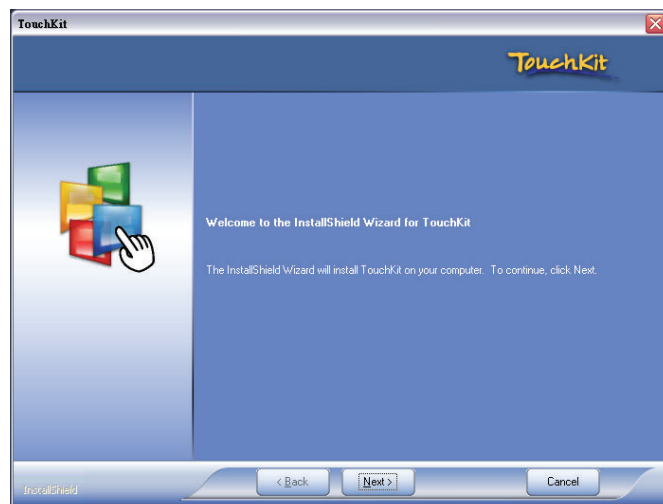 TouchKit
TouchKit
Welcome to the InstallShield Wizard for TouchKit
The InstallShield Wizard will install TouchKit on your computer. To continue, click Next.
InstallShield
< Back
Next >
Cancel